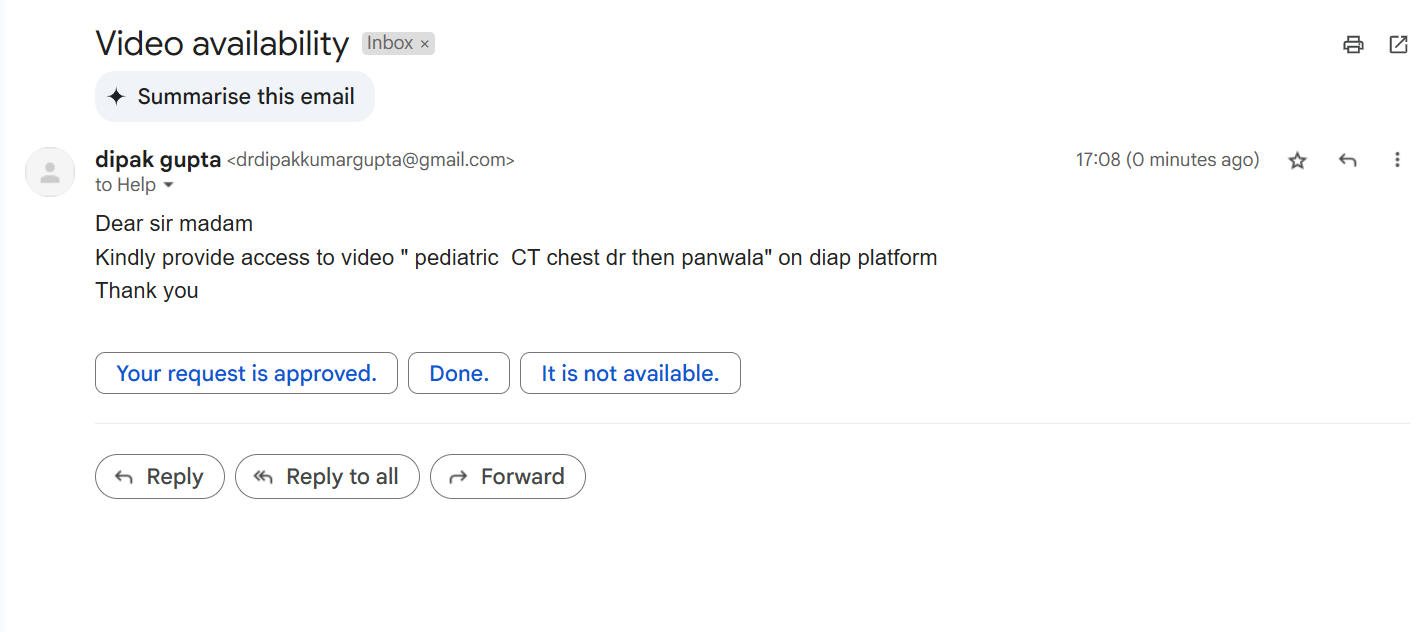 Video availability Inbox ×
Summarise this email
dipak gupta <drdipakkumargupta@gmail.com> 17:08 (0 minutes ago)
to Help
Dear sir madam
Kindly provide access to video " pediatric  CT chest dr then panwala" on diap platform
Thank you
Your request is approved. Done. It is not available.
Reply Reply to all Forward